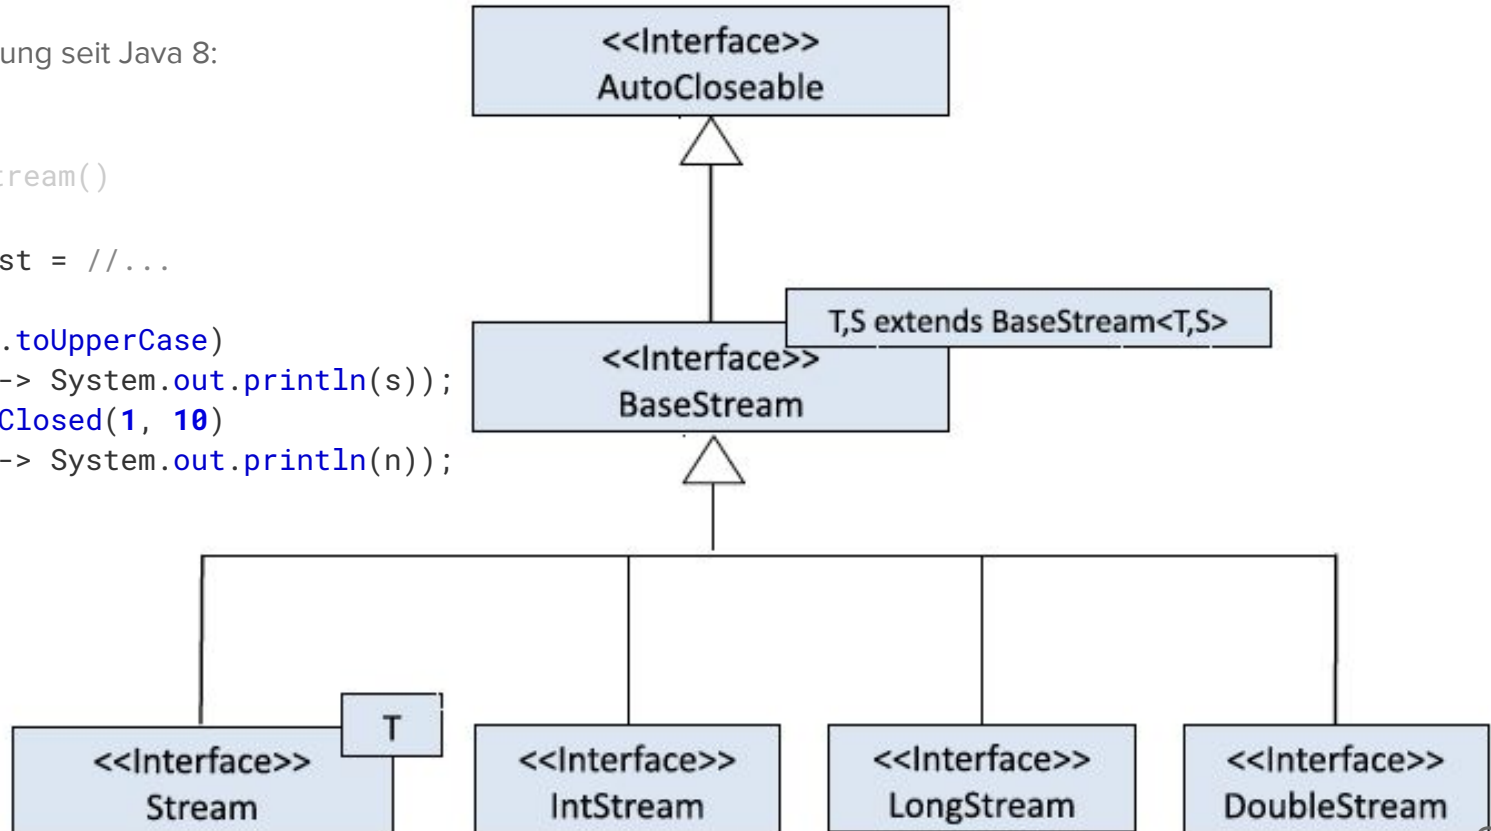 ung seit Java 8:
tream()
st = //...
.toUpperCase)
-> System.out.println(s));
Closed(1, 10)
-> System.out.println(n));
<<Interface>>
AutoCloseable
T,S extends BaseStream<T,S>
<<Interface>>
BaseStream
T
<<Interface>>
Stream
<<Interface>>
IntStream
<<Interface>>
LongStream
<<Interface>>
DoubleStream